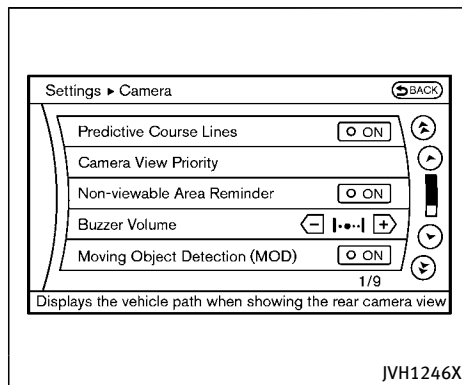 Settings ▸ Camera BACK
Predictive Course Lines ON
Camera View Priority
Non-viewable Area Reminder ON
Buzzer Volume − +
Moving Object Detection (MOD) ON
1/9
Displays the vehicle path when showing the rear camera view
JVH1246X